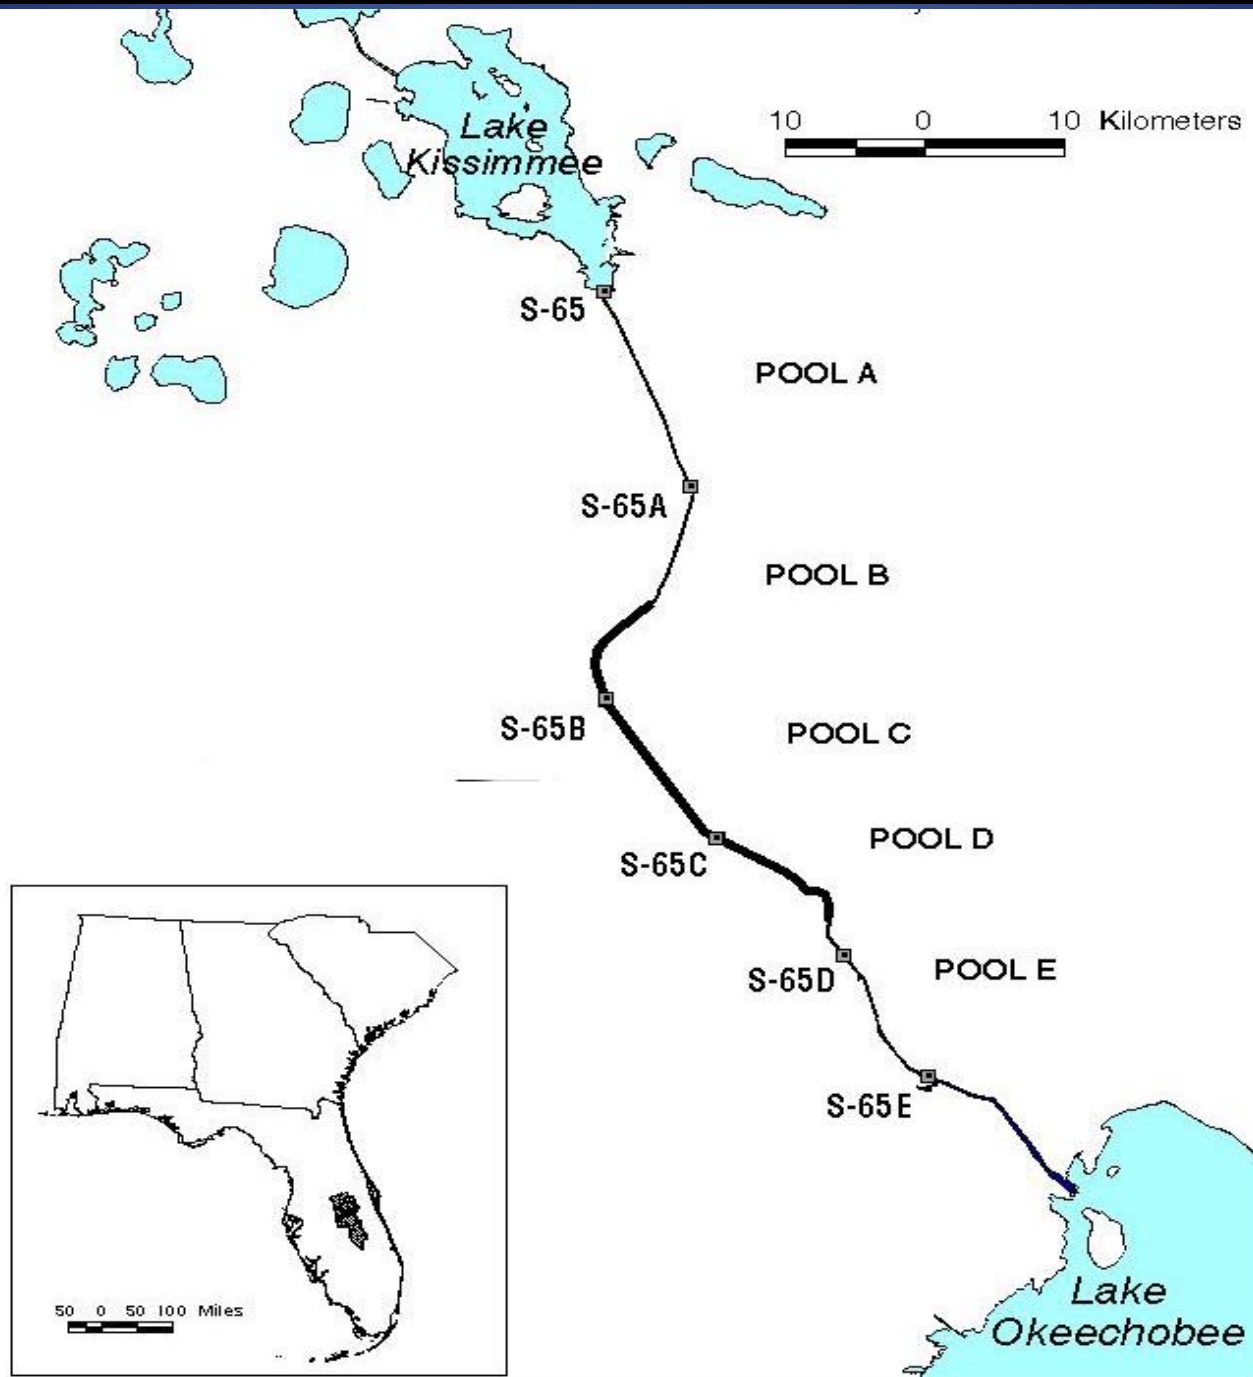 10 0 10 Kilometers
Lake
Kissimmee
S-65
POOL A
S-65A
POOL B
S-65B
POOL C
POOL D
S-65C
POOL E
S-65D
S-65E
Lake
Okeechobee
50 0 50 100 Miles